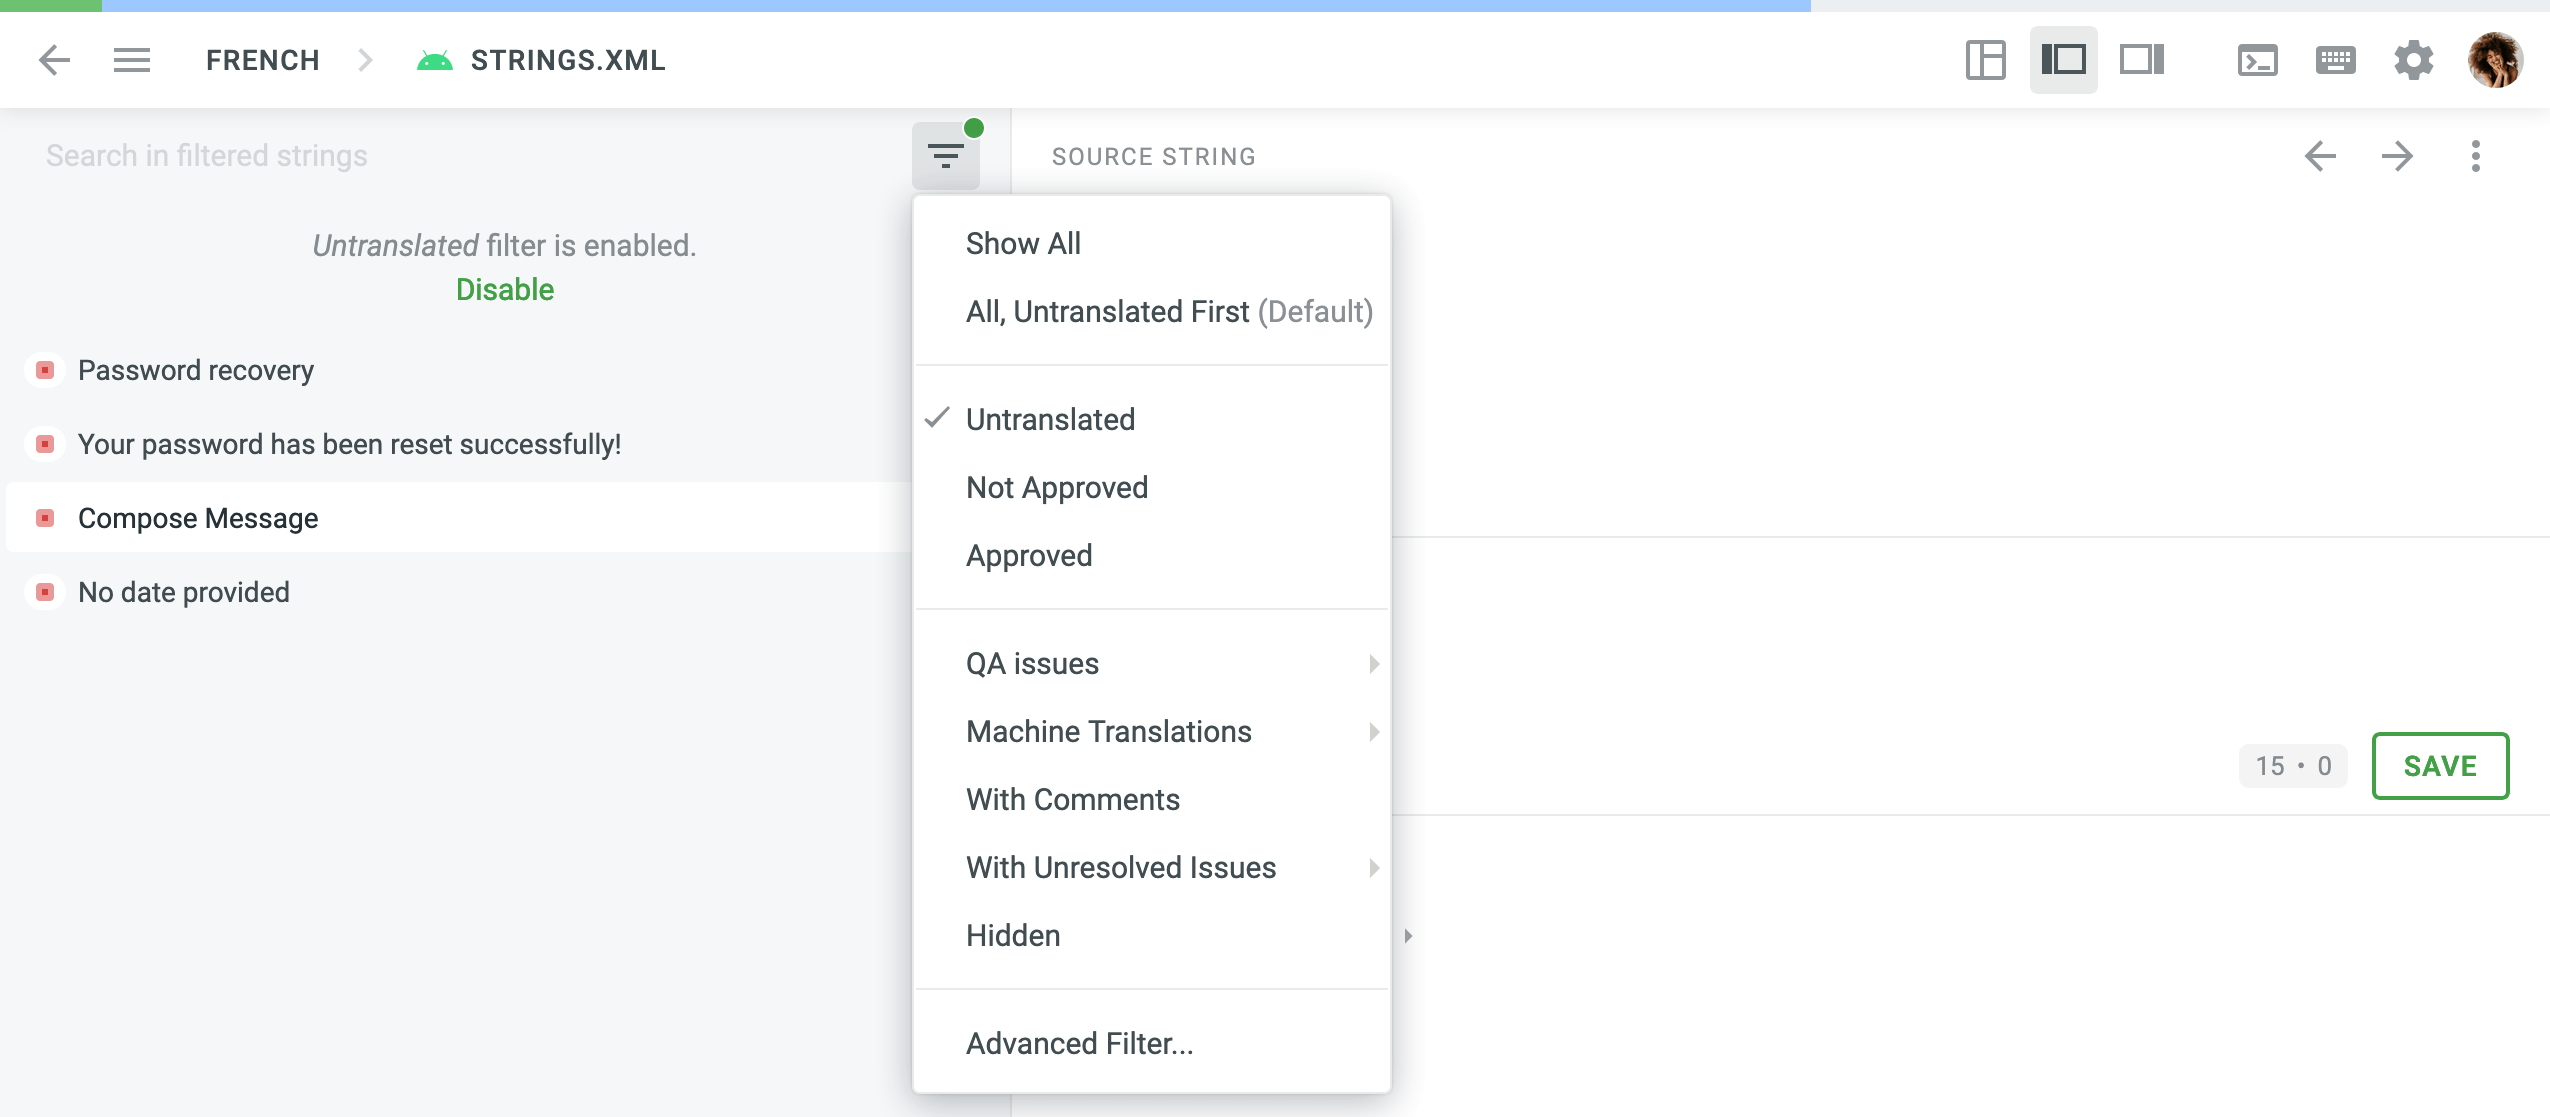 FRENCH
STRINGS.XML
Search in filtered strings
Untranslated filter is enabled.
Disable
Password recovery
Your password has been reset successfully!
Compose Message
No date provided
Show All
All, Untranslated First (Default)
Untranslated
Not Approved
Approved
QA issues
Machine Translations
With Comments
With Unresolved Issues
Hidden
Advanced Filter...
SOURCE STRING
15 • 0
SAVE